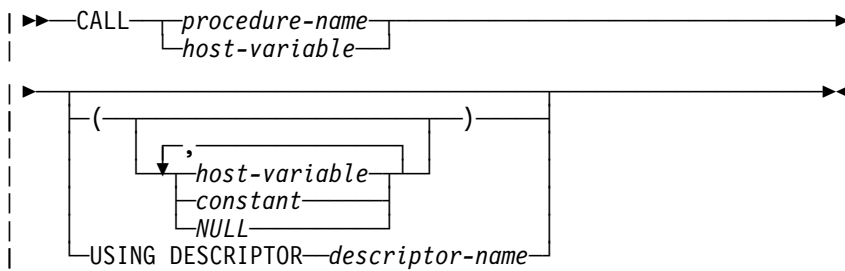 CALL procedure-name
host-variable
( )
,
host-variable
constant
NULL
USING DESCRIPTOR descriptor-name